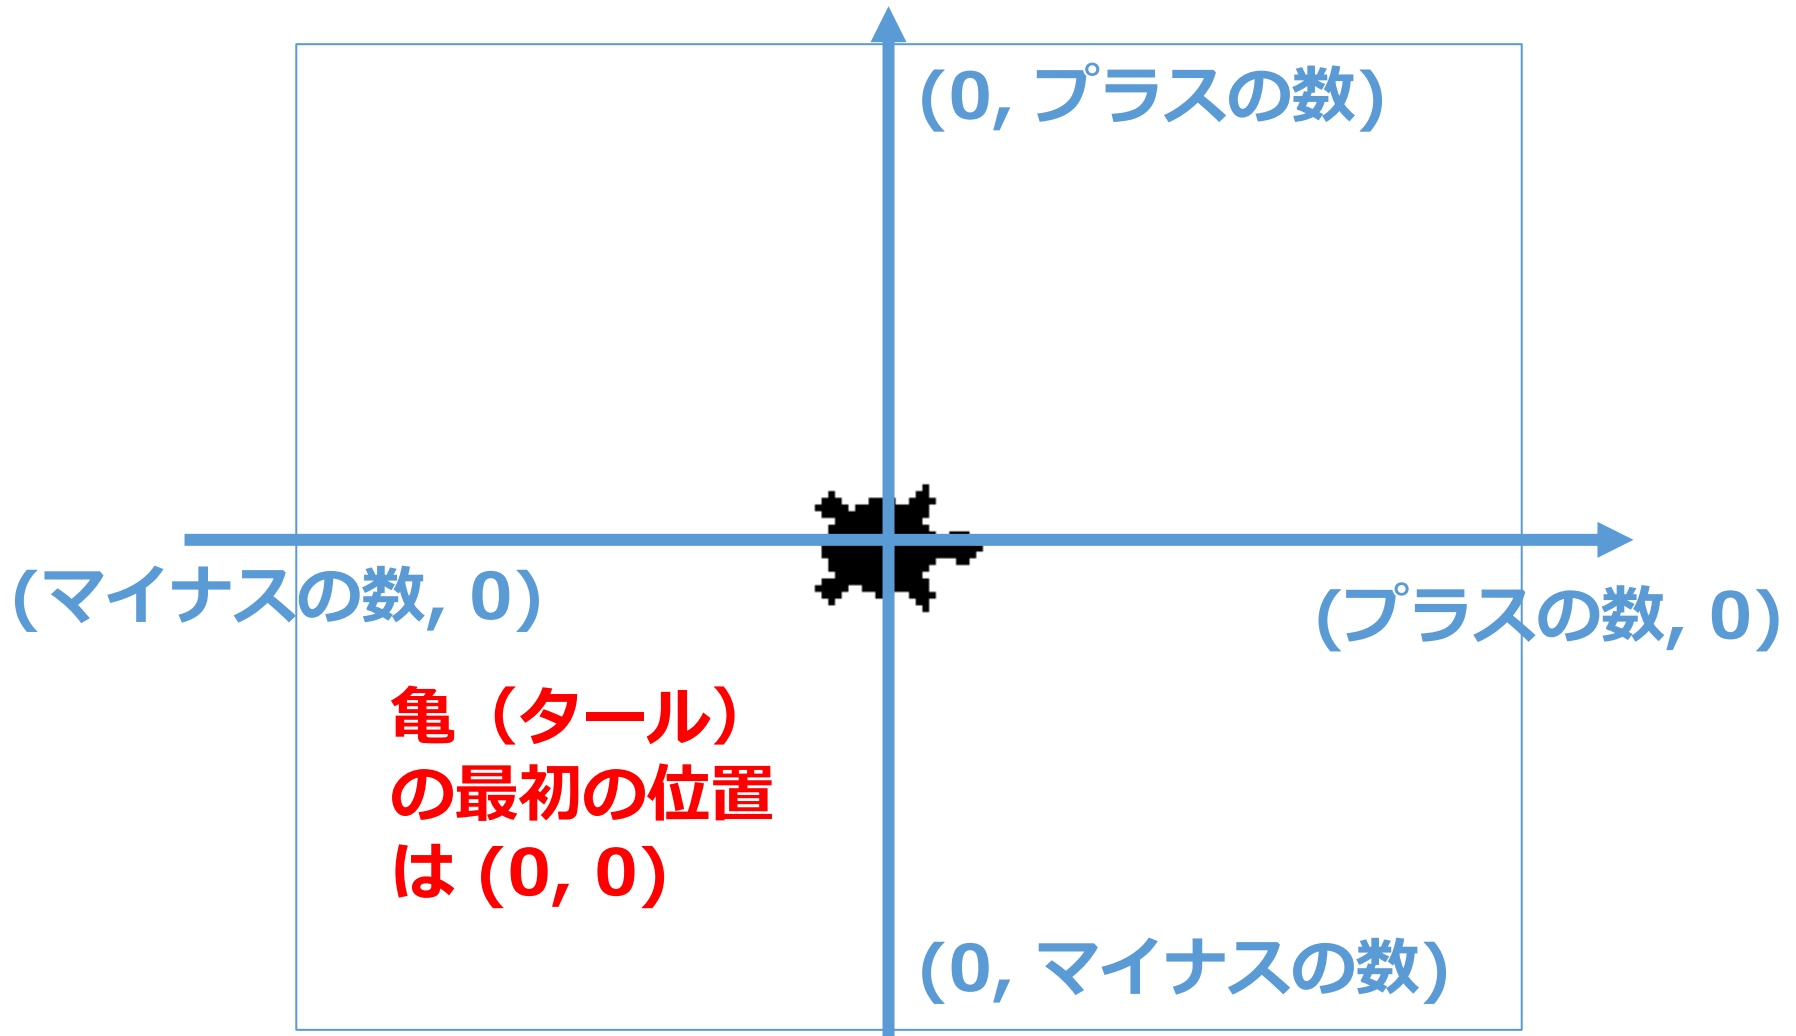 (0, プラスの数)
(マイナスの数, 0)
(プラスの数, 0)
亀（タール）
の最初の位置
は (0, 0)
(0, マイナスの数)